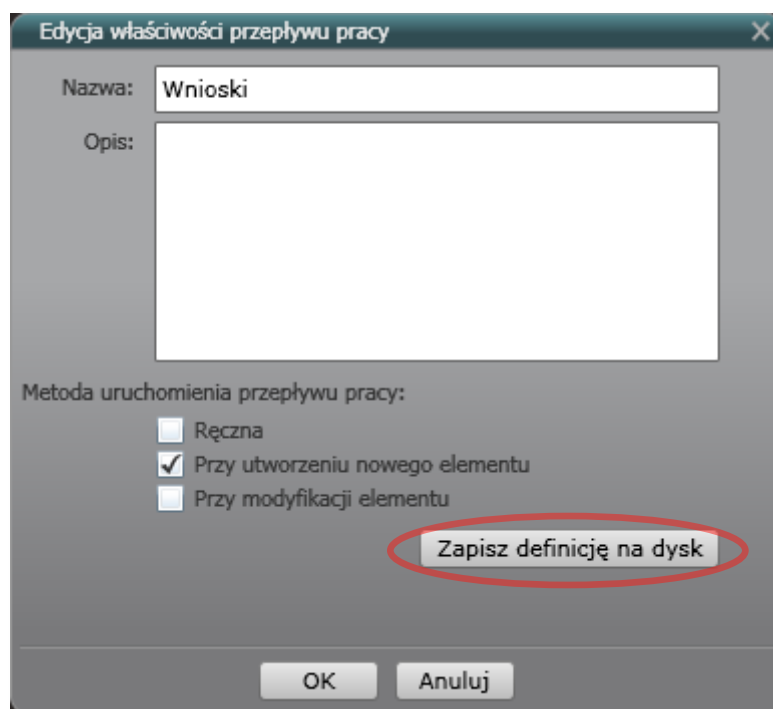 Edycja właściwości przepływu pracy
Nazwa: Wnioski
Opis:
Metoda uruchomienia przepływu pracy:
Ręczna
Przy utworzeniu nowego elementu
Przy modyfikacji elementu
Zapisz definicję na dysk
OK Anuluj